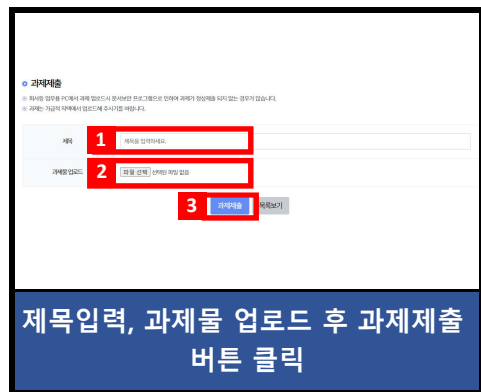 과제제출
※ 회사등 업무용 PC에서 과제 업로드시 문서보안 프로그램으로 인하여 과제가 정상제출 되지 않는 경우가 많습니다.
※ 과제는 가급적 자택에서 업로드해 주시기를 바랍니다.
제목 1 제목을 입력하세요.
과제물 업로드 2 파일 선택 선택된 파일 없음
3 과제제출 목록보기
제목입력, 과제물 업로드 후 과제제출
버튼 클릭